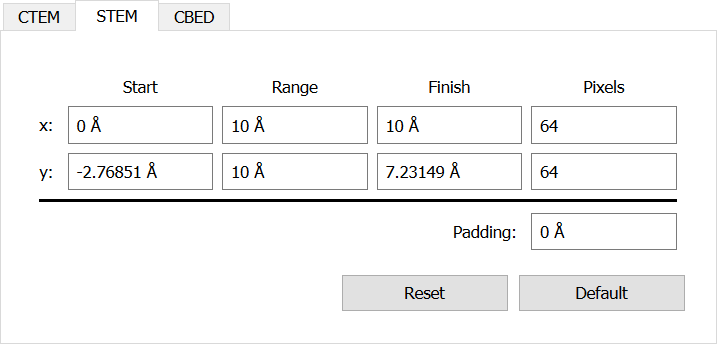 CTEM STEM CBED
Start Range Finish Pixels
x: 0 Å 10 Å 10 Å 64
y: -2.76851 Å 10 Å 7.23149 Å 64
Padding: 0 Å
Reset Default